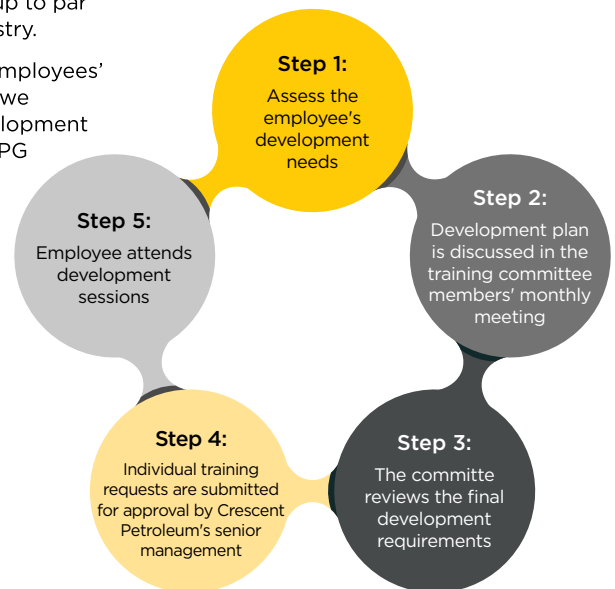 up to par
stry.
mployees'
we
lopment
PG
Step 1:
Assess the
employee's
development
needs
Step 2:
Development plan
is discussed in the
training committee
members' monthly
meeting
Step 3:
The committe
reviews the final
development
requirements
Step 4:
Individual training
requests are submitted
for approval by Crescent
Petroleum's senior
management
Step 5:
Employee attends
development
sessions